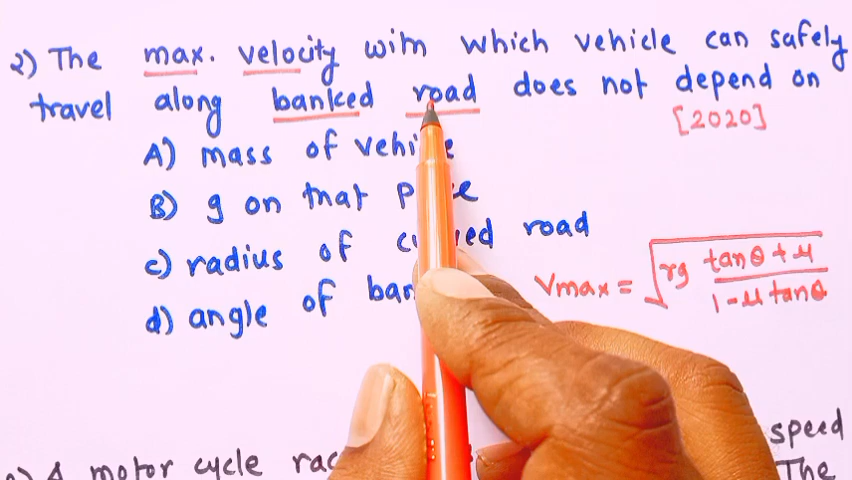 2) The max. velocity with which vehicle can safely
travel along banked road does not depend on
[2020]
A) mass of vehi e
B) g on that P e
c) radius of c ed road
d) angle of ban
Vmax = √rg tanθ + μ / 1-μ tanθ
speed
A motor cycle rac
The